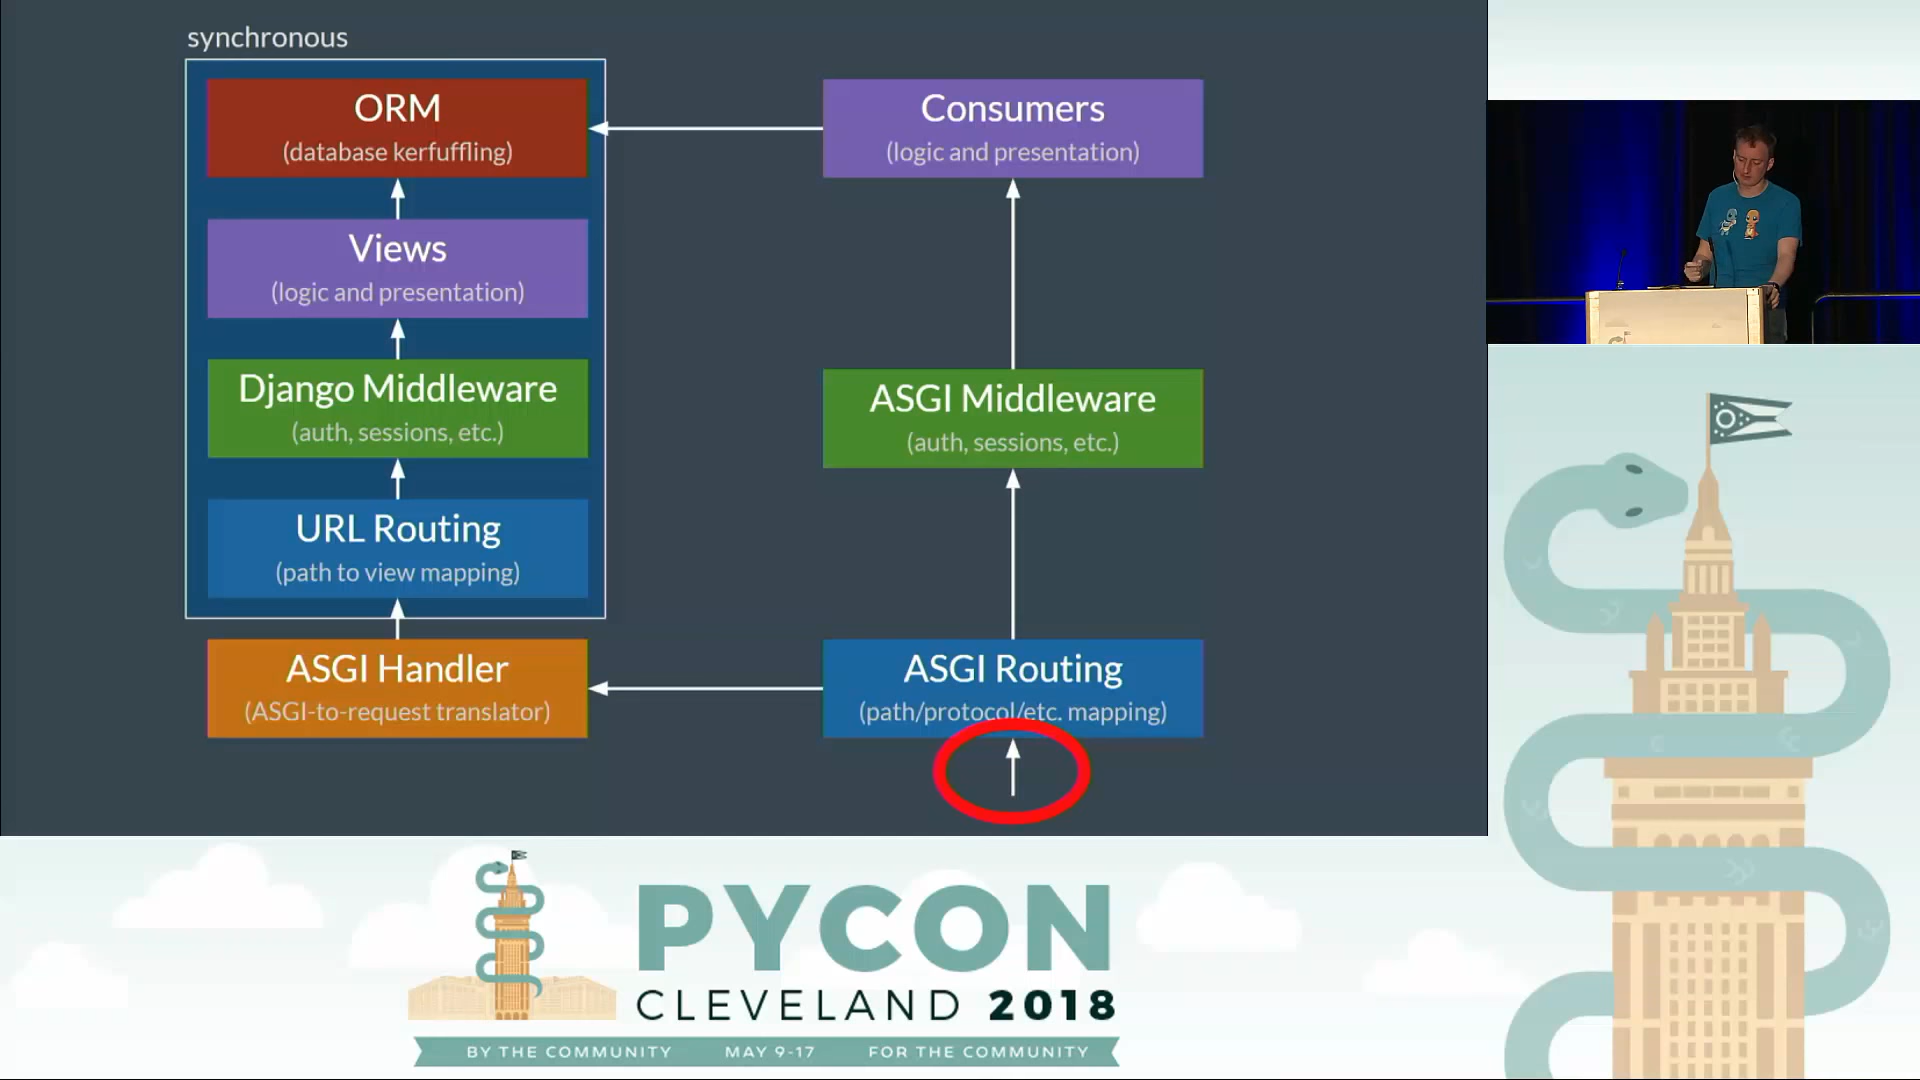 synchronous
ORM
(database kerfuffling)
Views
(logic and presentation)
Django Middleware
(auth, sessions, etc.)
URL Routing
(path to view mapping)
ASGI Handler
(ASGI-to-request translator)
Consumers
(logic and presentation)
ASGI Middleware
(auth, sessions, etc.)
ASGI Routing
(path/protocol/etc. mapping)
PYCON
CLEVELAND 2018
BY THE COMMUNITY MAY 9-17 FOR THE COMMUNITY